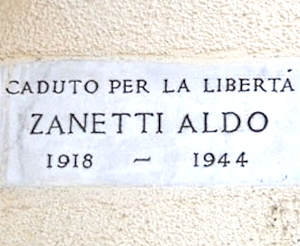 CADUTO PER LA LIBERTÀ
ZANETTI ALDO
1918 – 1944